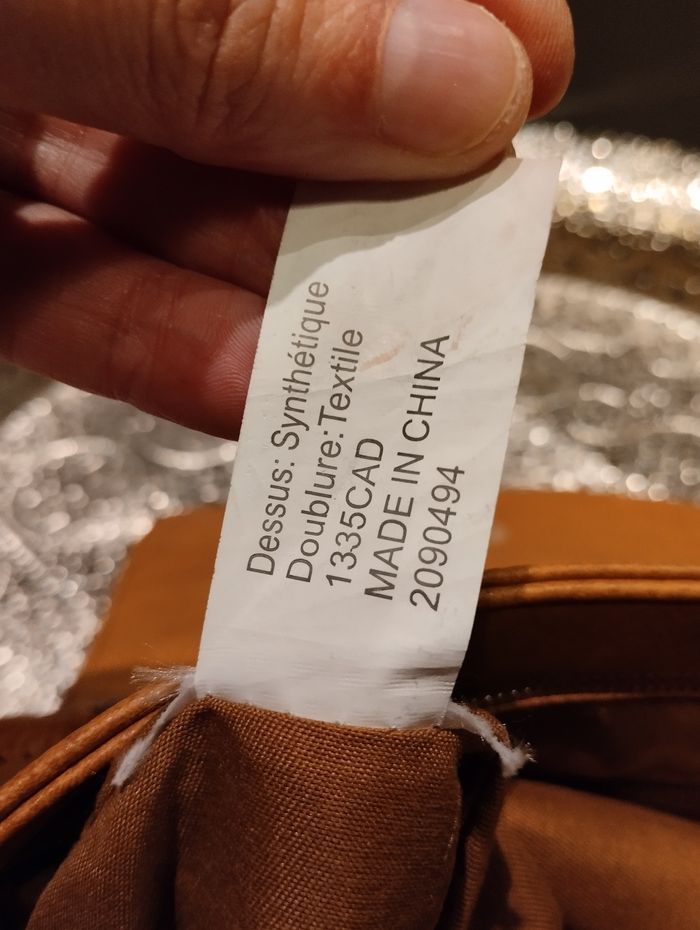 Dessus: Synthétique
Doublure:Textile
1335CAD
MADE IN CHINA
2090494